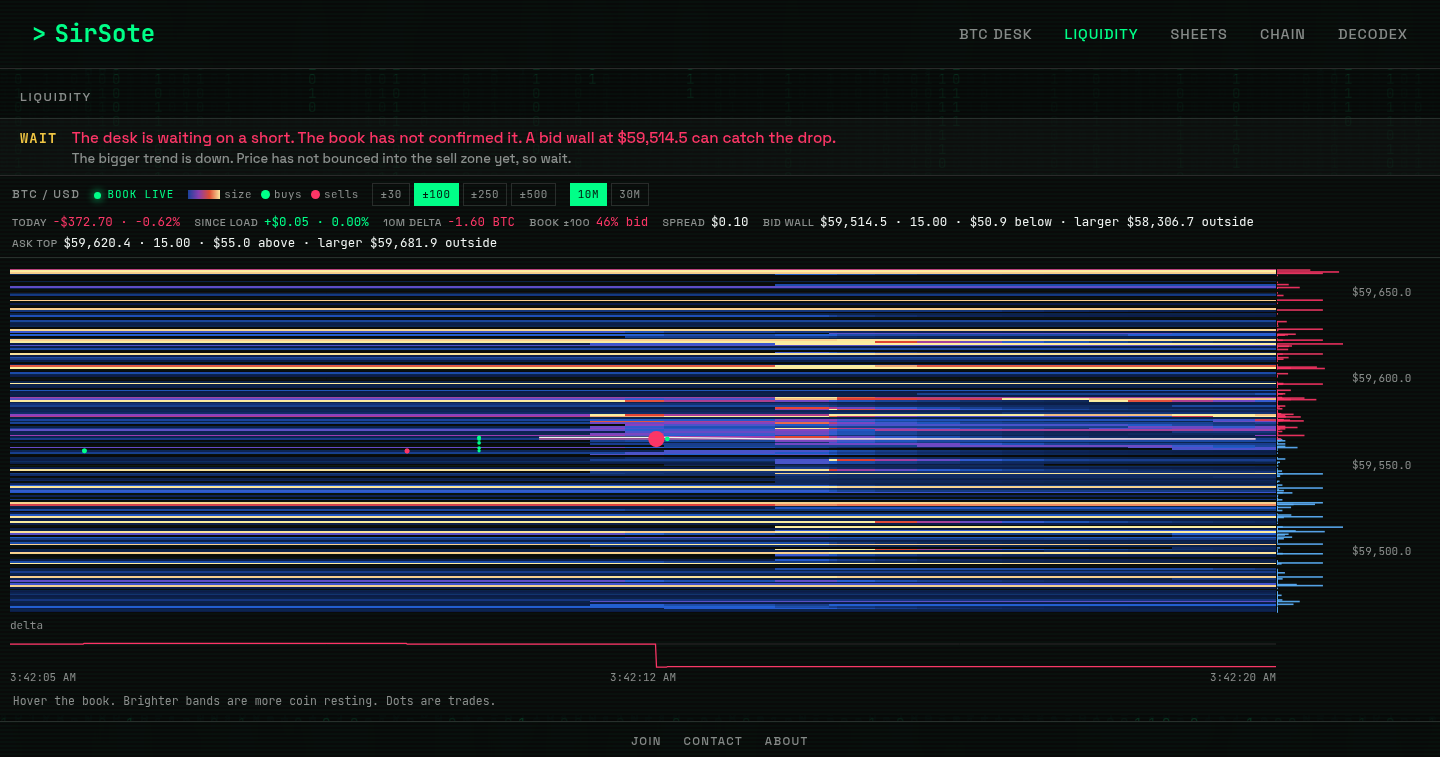 > SirSote
BTC DESK LIQUIDITY SHEETS CHAIN DECODEX
LIQUIDITY
WAIT The desk is waiting on a short. The book has not confirmed it. A bid wall at $59,514.5 can catch the drop.
The bigger trend is down. Price has not bounced into the sell zone yet, so wait.
BTC / USD BOOK LIVE size buys sells ±30 ±100 ±250 ±500 10M 30M
TODAY -$372.70 · -0.62% SINCE LOAD +$0.05 · 0.00% 10M DELTA -1.60 BTC BOOK ±100 46% bid SPREAD $0.10 BID WALL $59,514.5 · 15.00 · $50.9 below · larger $58,306.7 outside
ASK TOP $59,620.4 · 15.00 · $55.0 above · larger $59,681.9 outside
$59,650.0
$59,600.0
$59,550.0
$59,500.0
delta
3:42:05 AM 3:42:12 AM 3:42:20 AM
Hover the book. Brighter bands are more coin resting. Dots are trades.
JOIN CONTACT ABOUT